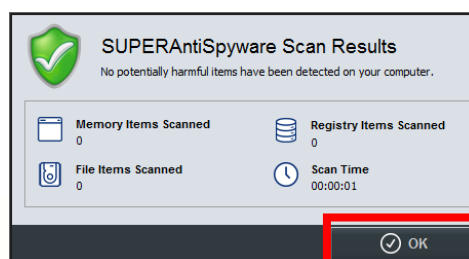 SUPERAntiSpyware Scan Results
No potentially harmful items have been detected on your computer.
Memory Items Scanned
0
Registry Items Scanned
0
File Items Scanned
0
Scan Time
00:00:01
OK